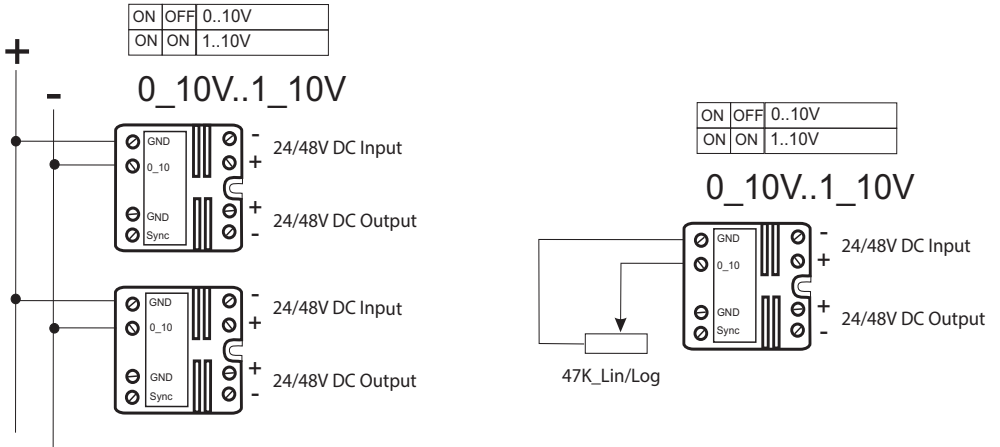 ON OFF 0..10V
ON ON 1..10V
+
-
0_10V..1_10V
GND
0_10
GND
Sync
-
+
24/48V DC Input
+
-
24/48V DC Output
GND
0_10
GND
Sync
-
+
24/48V DC Input
+
-
24/48V DC Output
ON OFF 0..10V
ON ON 1..10V
0_10V..1_10V
GND
0_10
GND
Sync
-
+
24/48V DC Input
+
-
24/48V DC Output
47K_Lin/Log